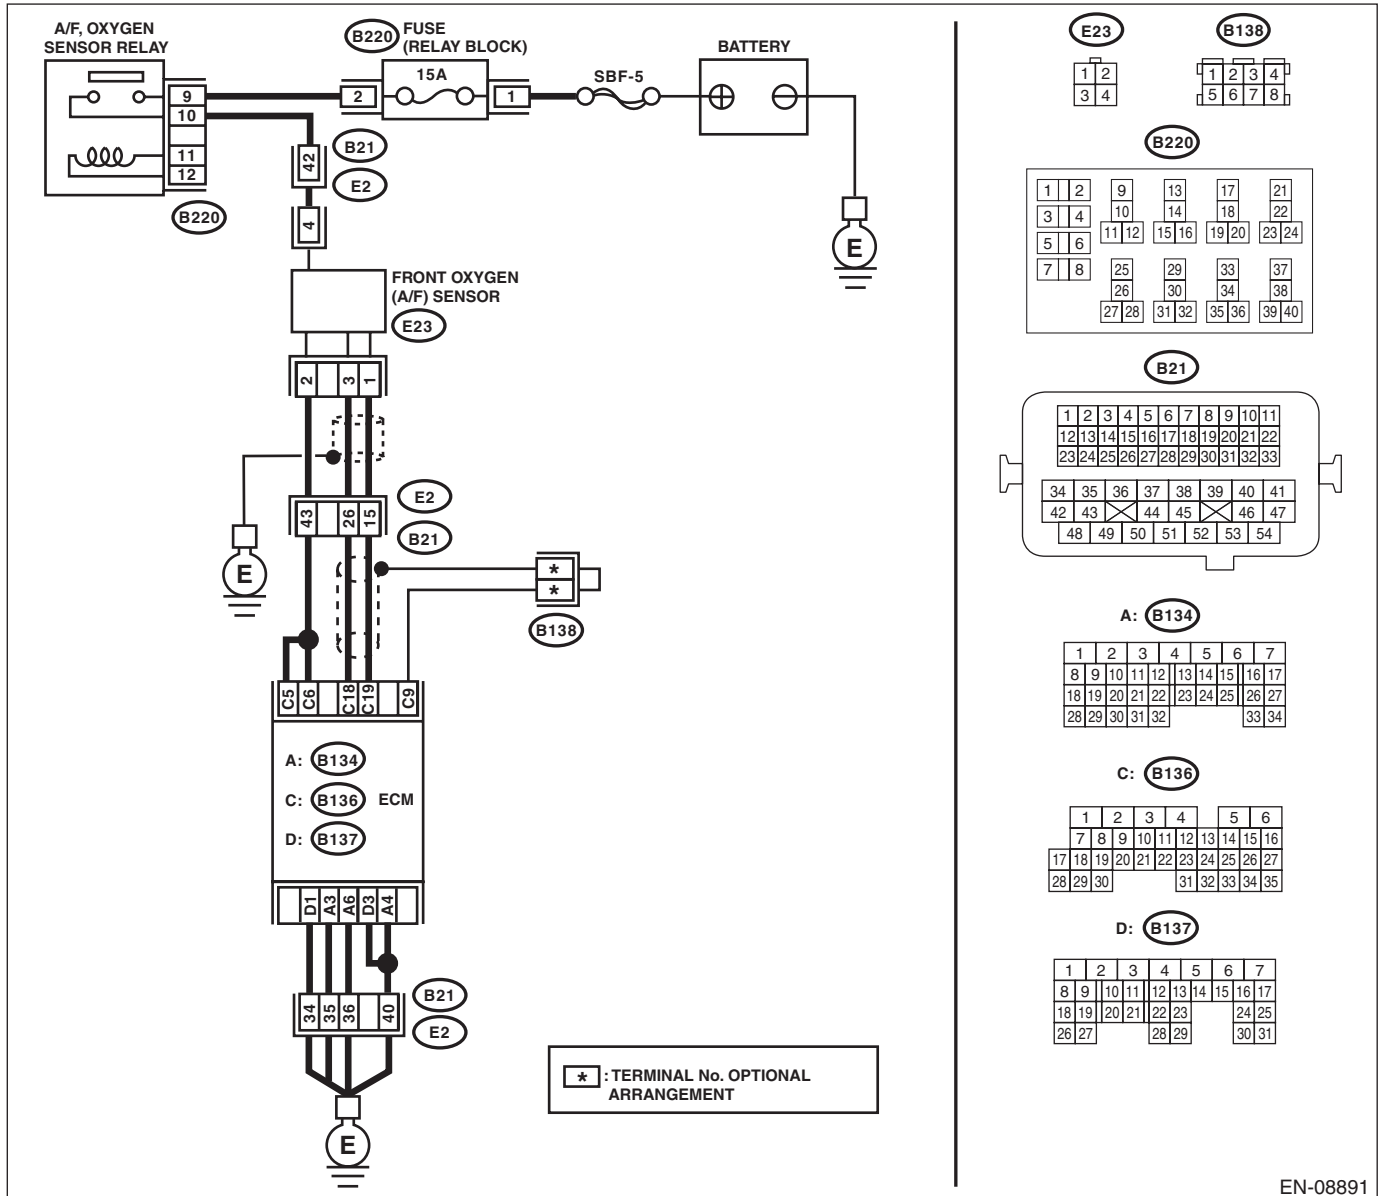 A/F, OXYGEN
SENSOR RELAY
B220
FUSE
(RELAY BLOCK)
15A
BATTERY
SBF-5
9
10
11
12
2
1
B220
42
4
B21
E2
E
FRONT OXYGEN
(A/F) SENSOR
E23
2 3 1
43 26 15
E2
B21
E
*
*
B138
C5 C6 C18 C19 C9
A: B134
C: B136 ECM
D: B137
D1 A3 A6 D3 A4
34 35 36 40
B21
E2
E
* : TERMINAL No. OPTIONAL
ARRANGEMENT
E23
1 2
3 4
B138
1 2 3 4
5 6 7 8
B220
1 2 9 13 17 21
3 4 10 14 18 22
11 12 15 16 19 20 23 24
5 6
7 8 25 29 33 37
26 30 34 38
27 28 31 32 35 36 39 40
B21
1 2 3 4 5 6 7 8 9 10 11
12 13 14 15 16 17 18 19 20 21 22
23 24 25 26 27 28 29 30 31 32 33
34 35 36 37 38 39 40 41
42 43 44 45 46 47
48 49 50 51 52 53 54
A: B134
1 2 3 4 5 6 7
8 9 10 11 12 13 14 15 16 17
18 19 20 21 22 23 24 25 26 27
28 29 30 31 32 33 34
C: B136
1 2 3 4 5 6
7 8 9 10 11 12 13 14 15 16
17 18 19 20 21 22 23 24 25 26 27
28 29 30 31 32 33 34 35
D: B137
1 2 3 4 5 6 7
8 9 10 11 12 13 14 15 16 17
18 19 20 21 22 23 24 25
26 27 28 29 30 31
EN-08891